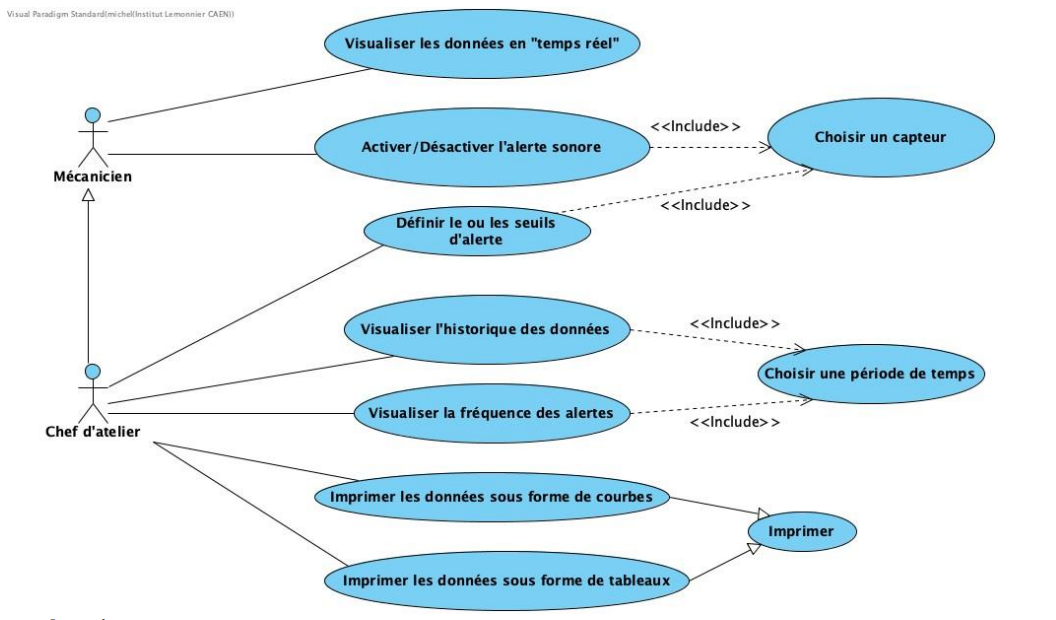 Visual Paradigm Standard(michel(Institut Lemonnier CAEN))
Visualiser les données en "temps réel"
Mécanicien
Activer/Désactiver l'alerte sonore
<<Include>>
Choisir un capteur
Définir le ou les seuils
d'alerte
<<Include>>
Visualiser l'historique des données
<<Include>>
Choisir une période de temps
Chef d'atelier
Visualiser la fréquence des alertes
<<Include>>
Imprimer les données sous forme de courbes
Imprimer
Imprimer les données sous forme de tableaux